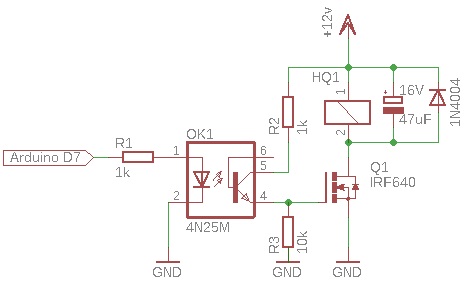 +12v
HQ1
1
2
16V
47uF
1N4004
R2
1k
OK1
Arduino D7
R1
1k
1
2
6
5
4
4N25M
Q1
IRF640
R3
10k
GND
GND
GND